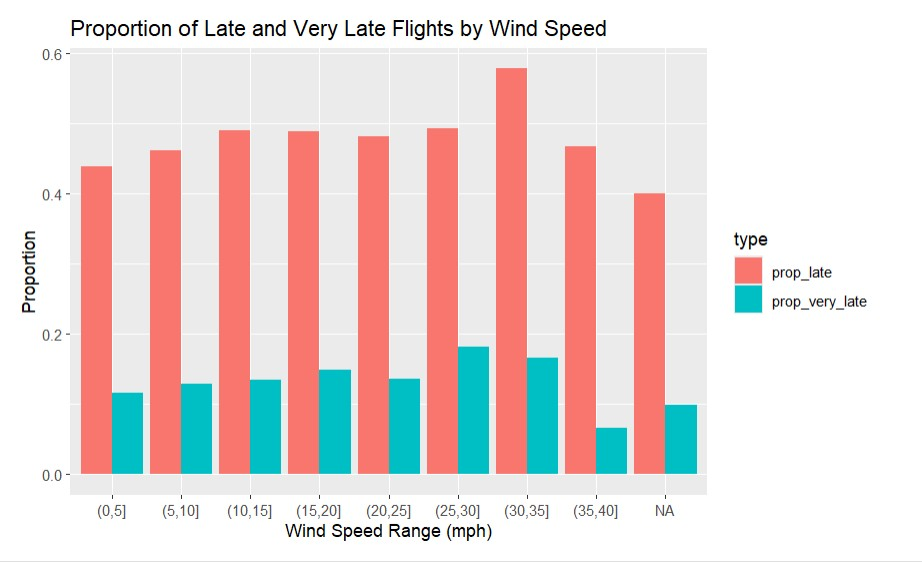 Proportion of Late and Very Late Flights by Wind Speed
0.6
0.4
0.2
0.0
Proportion
(0,5] (5,10] (10,15] (15,20] (20,25] (25,30] (30,35] (35,40] NA
Wind Speed Range (mph)
type
prop_late
prop_very_late